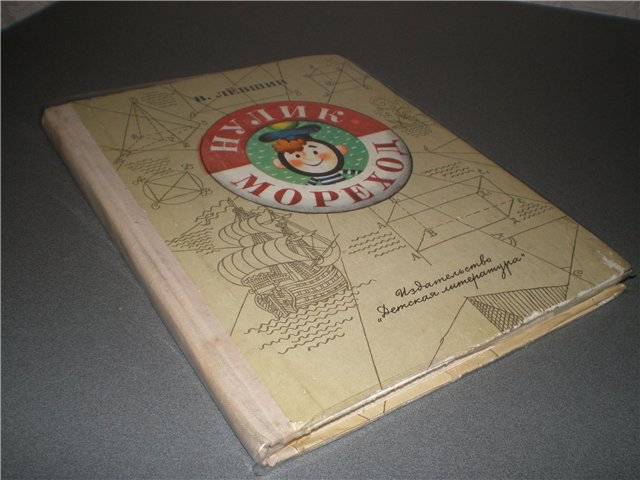 В. ЛЁВШИН
НУЛИК
МОРЕХОД
Издательство
„Детская литература"